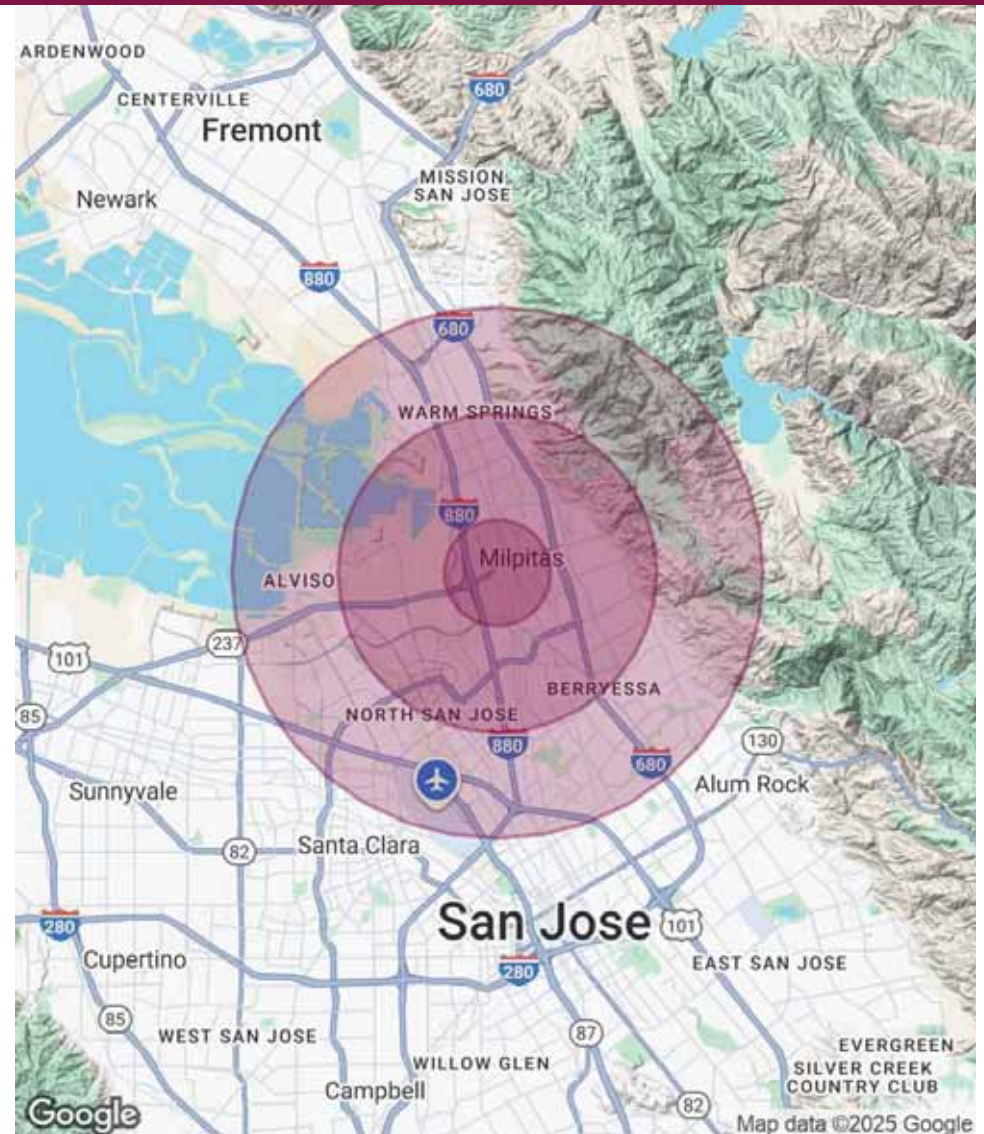 ARDENWOOD
CENTERVILLE
680
Fremont
MISSION
SAN JOSE
Newark
880
680
WARM SPRINGS
880
Milpitas
ALVISO
237
101
BERRYESSA
85
NORTH SAN JOSE
880
130
680
Sunnyvale
Alum Rock
82
Santa Clara
San Jose
101
280
Cupertino
280
EAST SAN JOSE
85
WEST SAN JOSE
87
WILLOW GLEN
EVERGREEN
SILVER CREEK
COUNTRY CLUB
Campbell
82
Google
Map data ©2025 Google